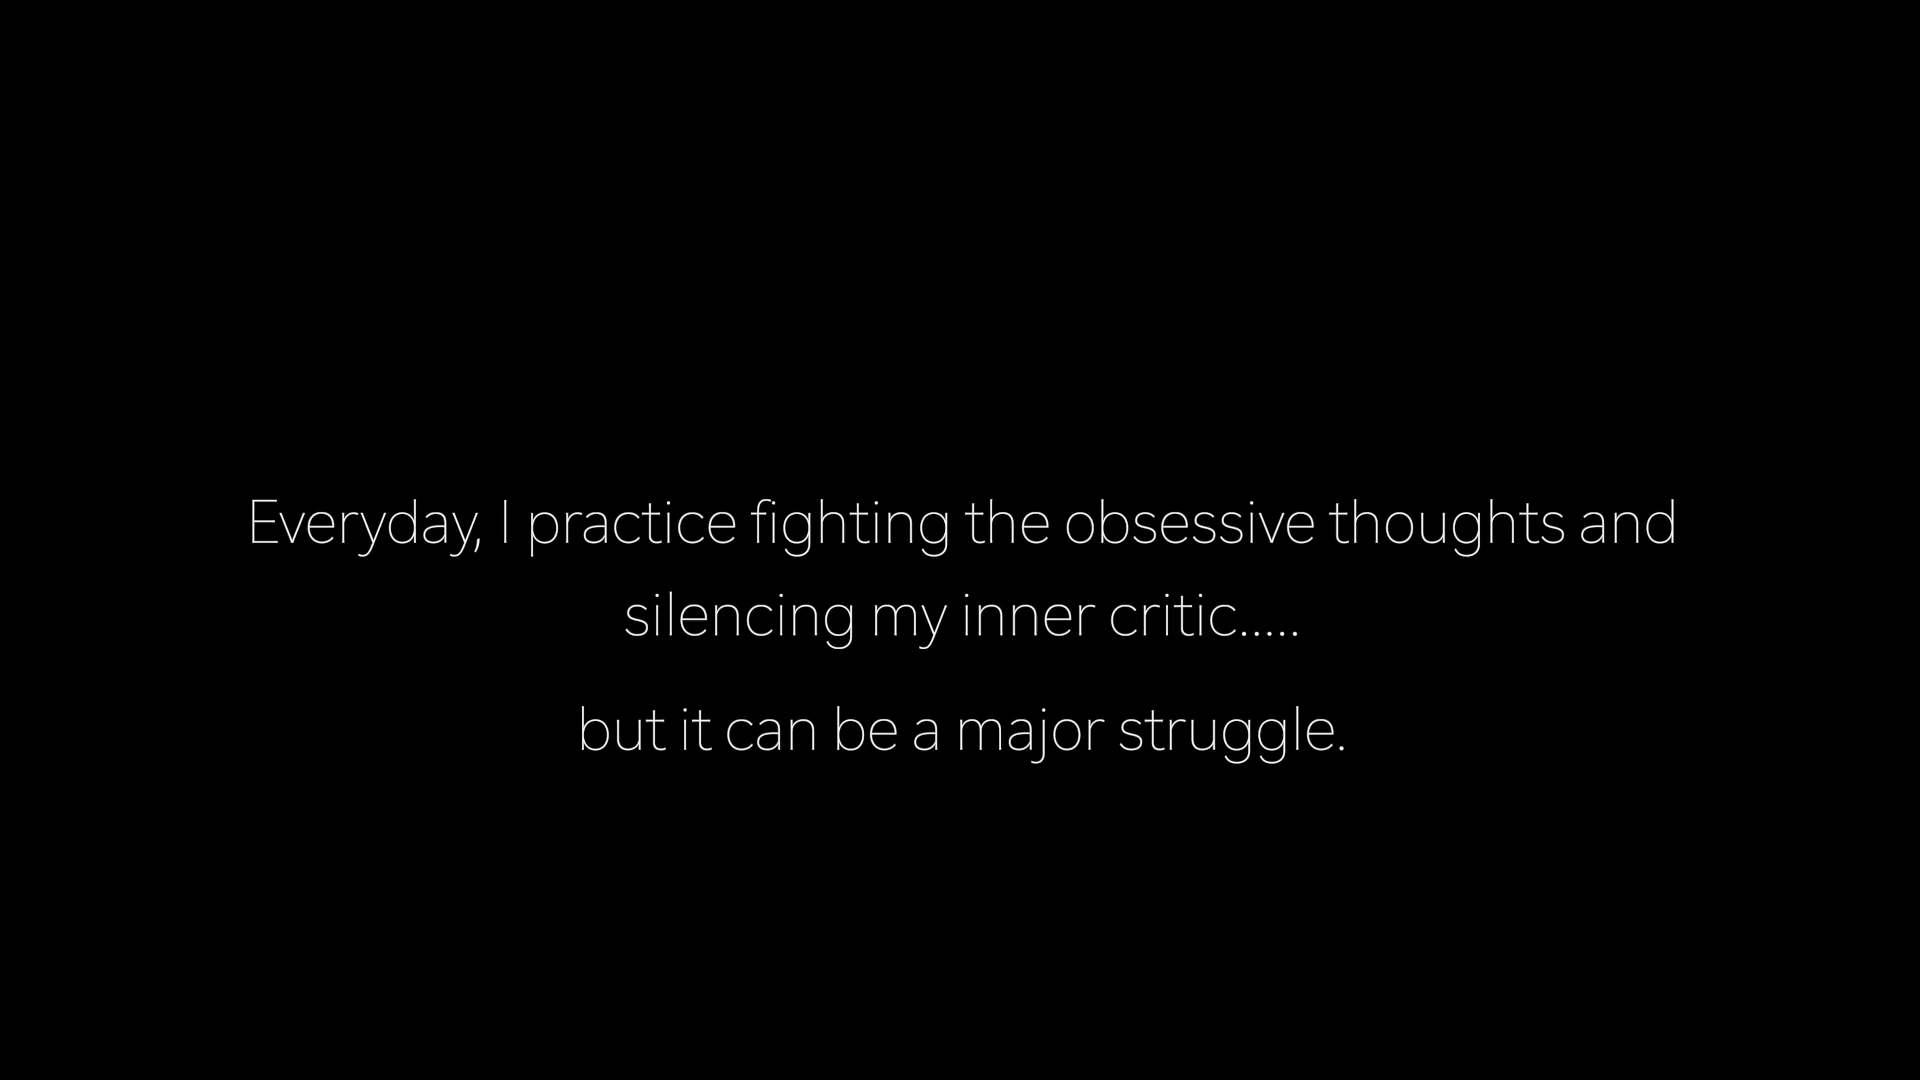 Everyday, I practice fighting the obsessive thoughts and
silencing my inner critic.....
but it can be a major struggle.